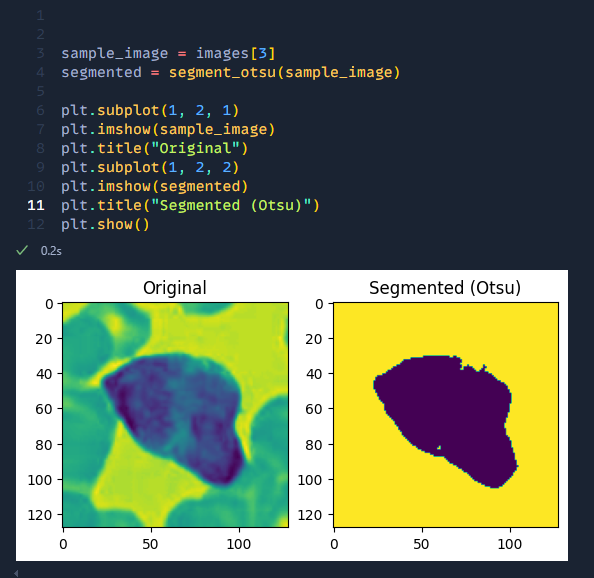 1
2
3 sample_image = images[3]
4 segmented = segment_otsu(sample_image)
5
6 plt.subplot(1, 2, 1)
7 plt.imshow(sample_image)
8 plt.title("Original")
9 plt.subplot(1, 2, 2)
10 plt.imshow(segmented)
11 plt.title("Segmented (Otsu)")
12 plt.show()
0.2s
Original
0
20
40
60
80
100
120
0 50 100
Segmented (Otsu)
0
20
40
60
80
100
120
0 50 100